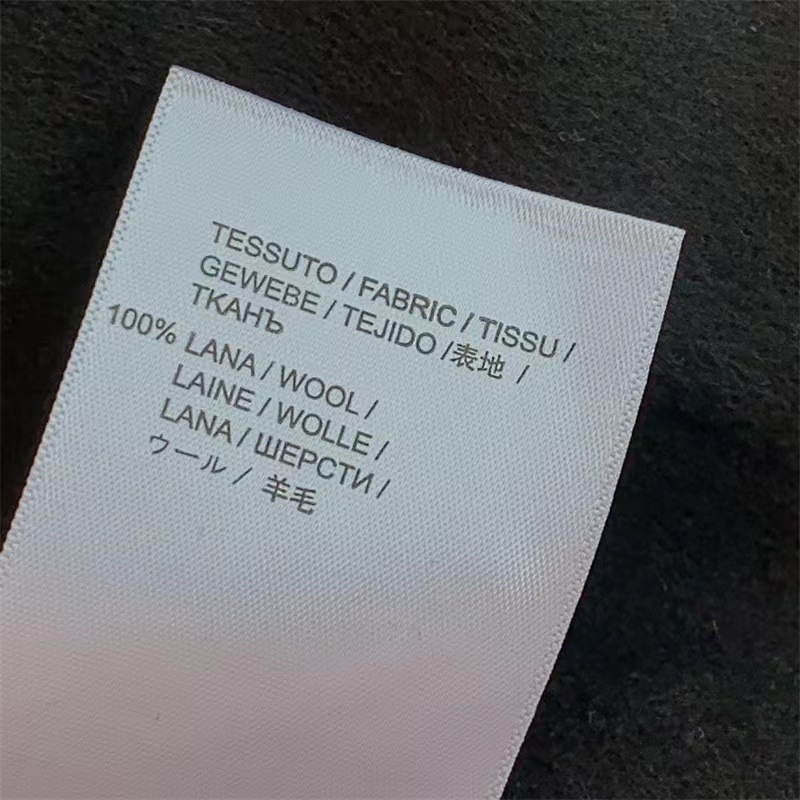 TESSUTO / FABRIC / TISSU /
GEWEBE / TEJIDO /表地 /
ТКАНЪ
100% LANA / WOOL /
LAINE / WOLLE /
LANA / ШЕРСТИ /
ウール / 羊毛